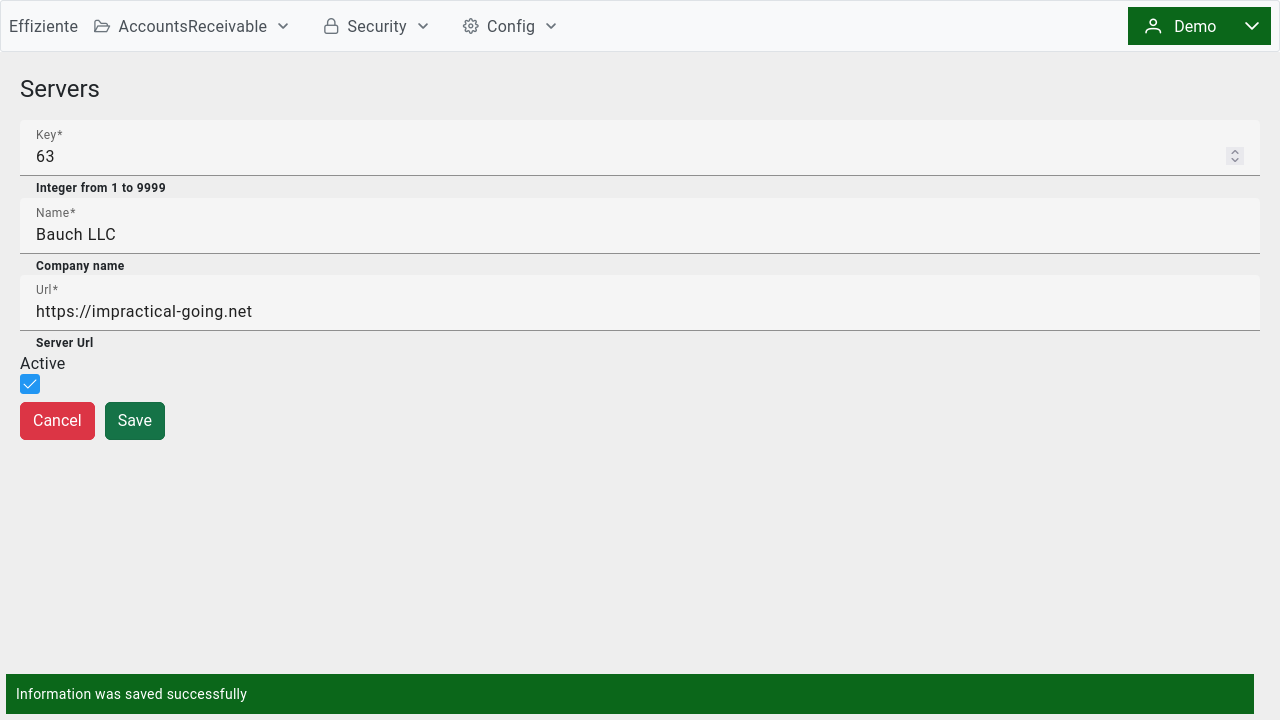 Effiziente AccountsReceivable Security Config Demo
Servers
Key*
63
Integer from 1 to 9999
Name*
Bauch LLC
Company name
Url*
https://impractical-going.net
Server Url
Active
Cancel Save
Information was saved successfully